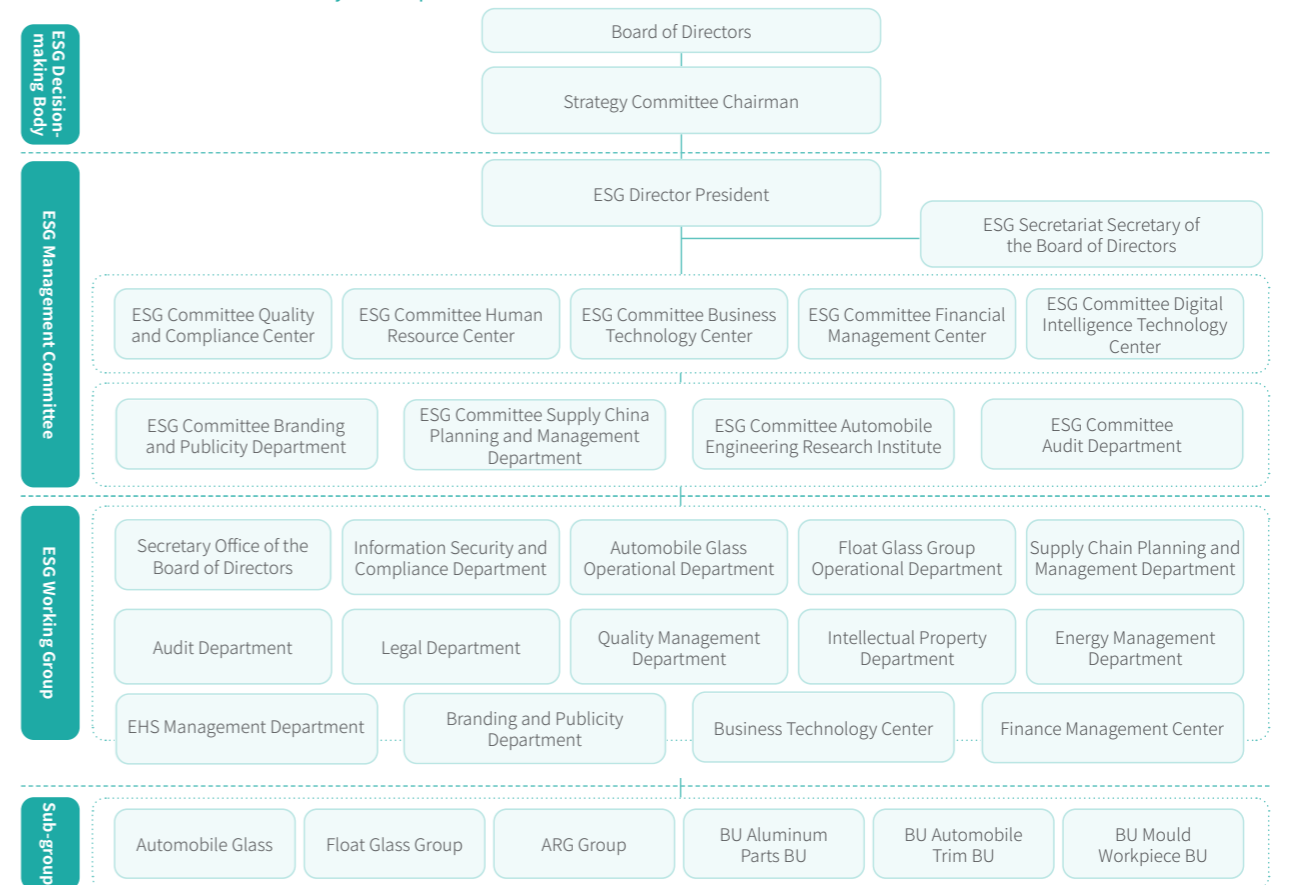 ESG Decision-
making Body
Board of Directors
Strategy Committee Chairman
ESG Management Committee
ESG Director President
ESG Secretariat Secretary of
the Board of Directors
ESG Committee Quality
and Compliance Center
ESG Committee Human
Resource Center
ESG Committee Business
Technology Center
ESG Committee Financial
Management Center
ESG Committee Digital
Intelligence Technology
Center
ESG Committee Branding
and Publicity Department
ESG Committee Supply China
Planning and Management
Department
ESG Committee Automobile
Engineering Research Institute
ESG Committee
Audit Department
ESG Working Group
Secretary Office of the
Board of Directors
Information Security and
Compliance Department
Automobile Glass
Operational Department
Float Glass Group
Operational Department
Supply Chain Planning and
Management Department
Audit Department
Legal Department
Quality Management
Department
Intellectual Property
Department
Energy Management
Department
EHS Management Department
Branding and Publicity
Department
Business Technology Center
Finance Management Center
Sub-group
Automobile Glass
Float Glass Group
ARG Group
BU Aluminum
Parts BU
BU Automobile
Trim BU
BU Mould
Workpiece BU